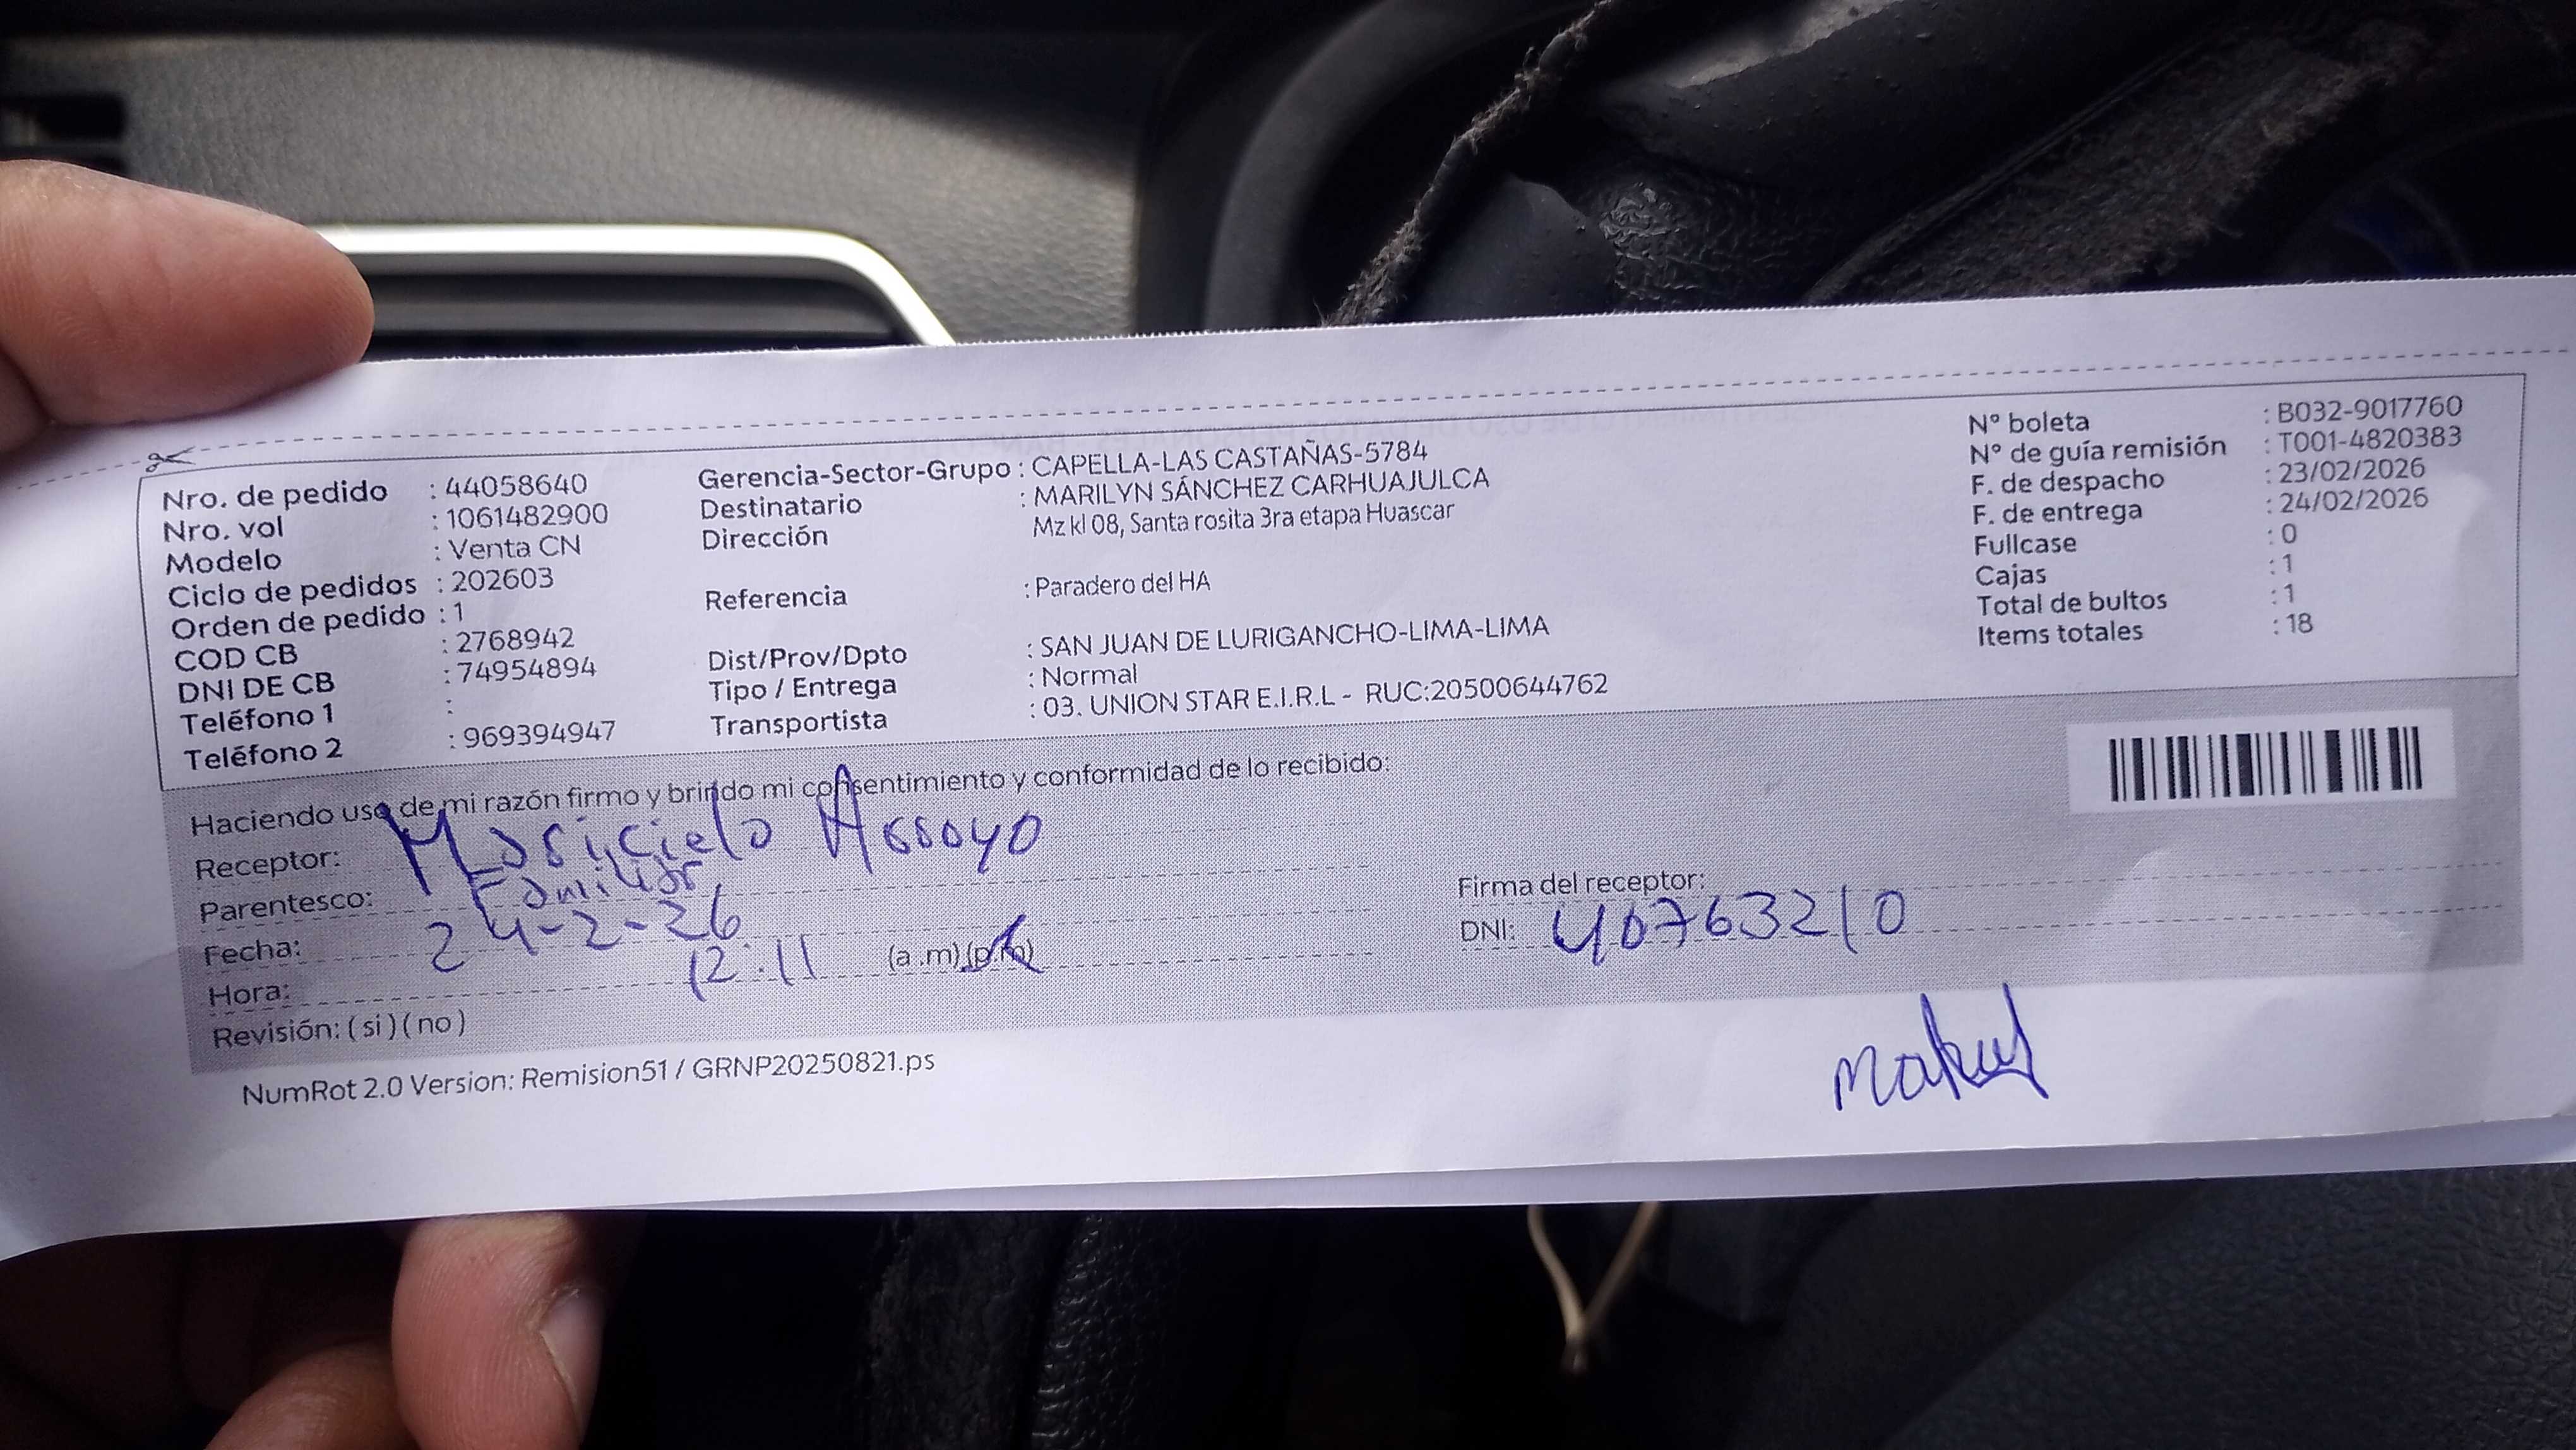 Nro. de pedido : 44058640
Nro. vol : 1061482900
Modelo : Venta CN
Ciclo de pedidos : 202603
Orden de pedido : 1
COD CB : 2768942
DNI DE CB : 74954894
Teléfono 1 :
Teléfono 2 : 969394947
Gerencia-Sector-Grupo : CAPELLA-LAS CASTAÑAS-5784
Destinatario : MARILYN SÁNCHEZ CARHUAJULCA
Dirección Mz kl 08, Santa rosita 3ra etapa Huascar
Referencia : Paradero del HA
Dist/Prov/Dpto : SAN JUAN DE LURIGANCHO-LIMA-LIMA
Tipo / Entrega : Normal
Transportista : 03. UNION STAR E.I.R.L - RUC:20500644762
N° boleta : B032-9017760
N° de guía remisión : T001-4820383
F. de despacho : 23/02/2026
F. de entrega : 24/02/2026
Fullcase : 0
Cajas : 1
Total de bultos : 1
Items totales : 18
Haciendo uso de mi razón firmo y brindo mi consentimiento y conformidad de lo recibido:
Receptor: Maricielo Arroyo
Parentesco: Familiar
Fecha: 24-2-26
Hora: 12:11 (a.m)(p.m)
Revisión: (si)(no)
Firma del receptor:
DNI: 40763210
NumRot 2.0 Version: Remision51 / GRNP20250821.ps